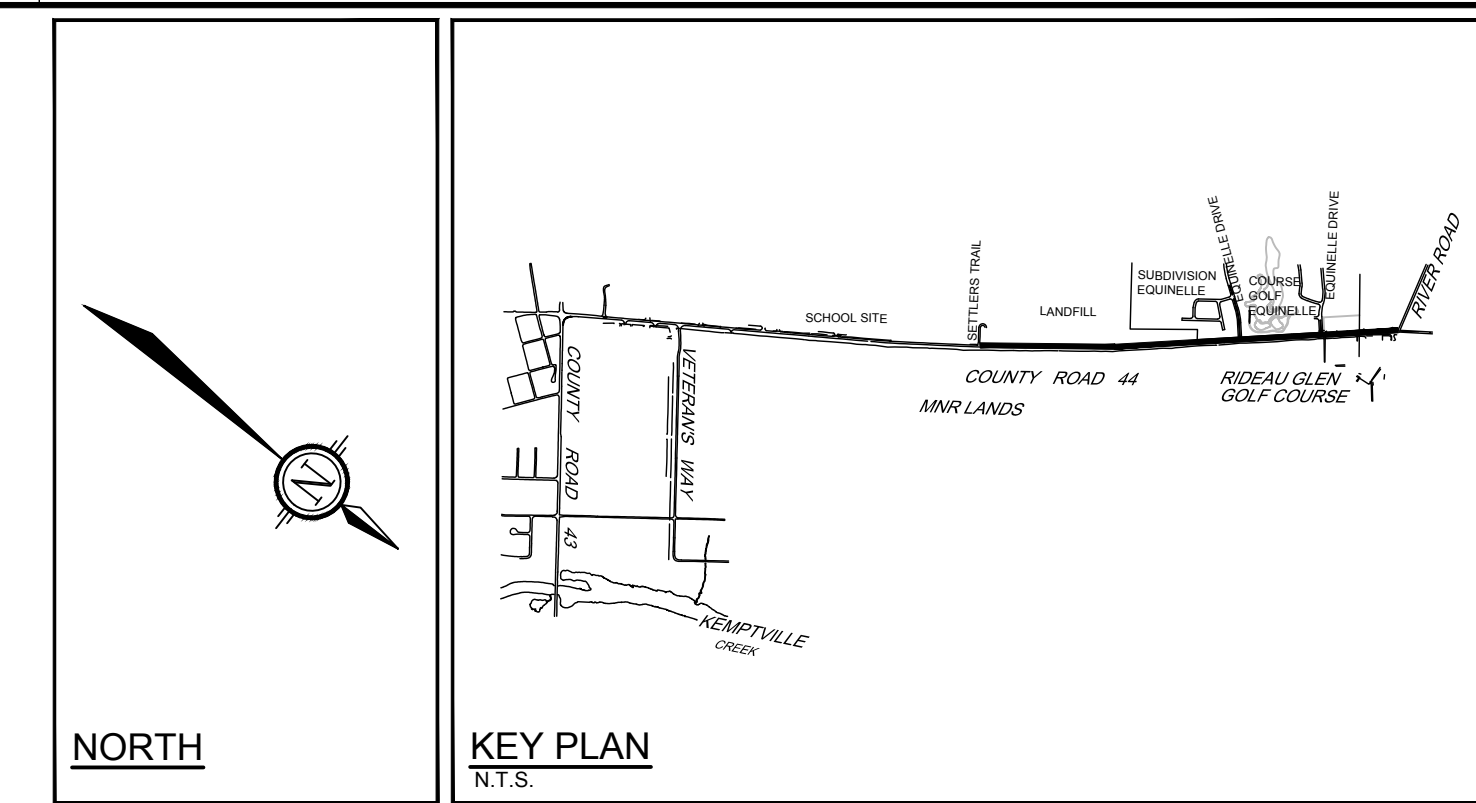 N
NORTH
KEY PLAN
N.T.S.
SCHOOL SITE
SETTLERS TRAIL
LANDFILL
SUBDIVISION
EQUINELLE
EQUINELLE DRIVE
COURSE
GOLF
EQUINELLE
EQUINELLE DRIVE
RIVER ROAD
COUNTY ROAD 44
MNR LANDS
RIDEAU GLEN
GOLF COURSE
COUNTY ROAD 43
VETERAN'S WAY
KEMPTVILLE
CREEK